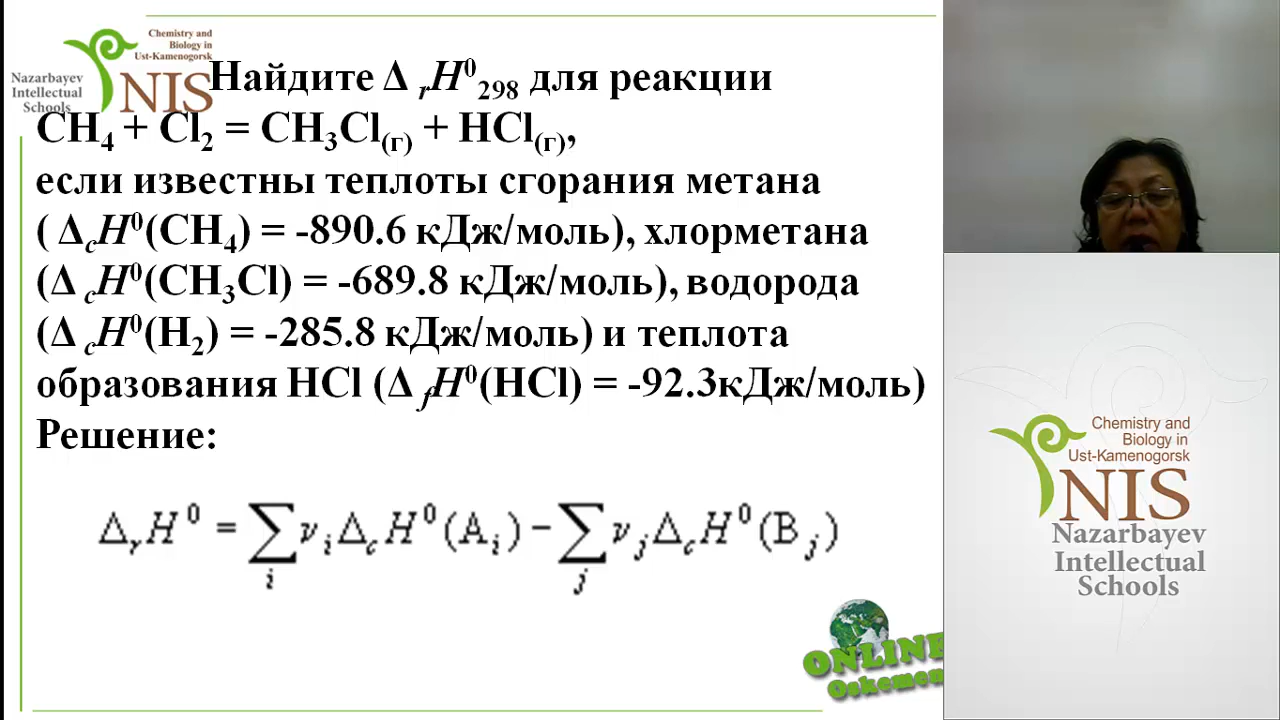 Chemistry and
Biology in
Ust-Kamenogorsk
Nazarbayev
Intellectual
Schools
NIS
Найдите Δ rH⁰₂₉₈ для реакции
CH₄ + Cl₂ = CH₃Cl(г) + HCl(г),
если известны теплоты сгорания метана
( ΔcH⁰(CH₄) = -890.6 кДж/моль), хлорметана
(Δ cH⁰(CH₃Cl) = -689.8 кДж/моль), водорода
(Δ cH⁰(H₂) = -285.8 кДж/моль) и теплота
образования HCl (Δ fH⁰(HCl) = -92.3кДж/моль)
Решение:
ΔrH⁰ = ∑i νiΔcH⁰(Ai) − ∑j νjΔcH⁰(Bj)
ONLINE
Oskemen
Chemistry and
Biology in
Ust-Kamenogorsk
NIS
Nazarbayev
Intellectual
Schools